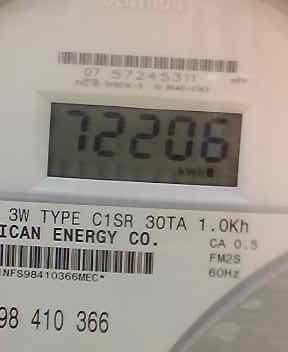 07 57245311
72206
kWh
3W TYPE C1SR 30TA 1.0Kh
ICAN ENERGY CO.
CA 0.5
FM2S
60Hz
NFS98410366MEC*
98 410 366